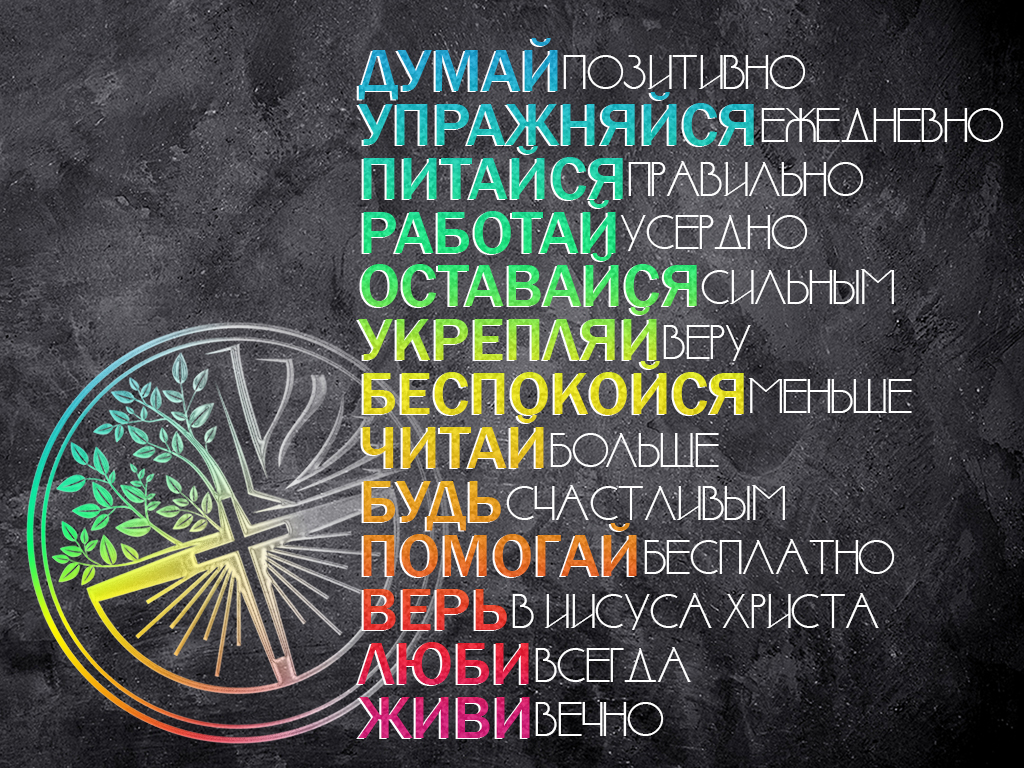 ДУМАЙ ПОЗИТИВНО
УПРАЖНЯЙСЯ ЕЖЕДНЕВНО
ПИТАЙСЯ ПРАВИЛЬНО
РАБОТАЙ УСЕРДНО
ОСТАВАЙСЯ СИЛЬНЫМ
УКРЕПЛЯЙ ВЕРУ
БЕСПОКОЙСЯ МЕНЬШЕ
ЧИТАЙ БОЛЬШЕ
БУДЬ СЧАСТЛИВЫМ
ПОМОГАЙ БЕСПЛАТНО
ВЕРЬ В ИИСУСА ХРИСТА
ЛЮБИ ВСЕГДА
ЖИВИ ВЕЧНО